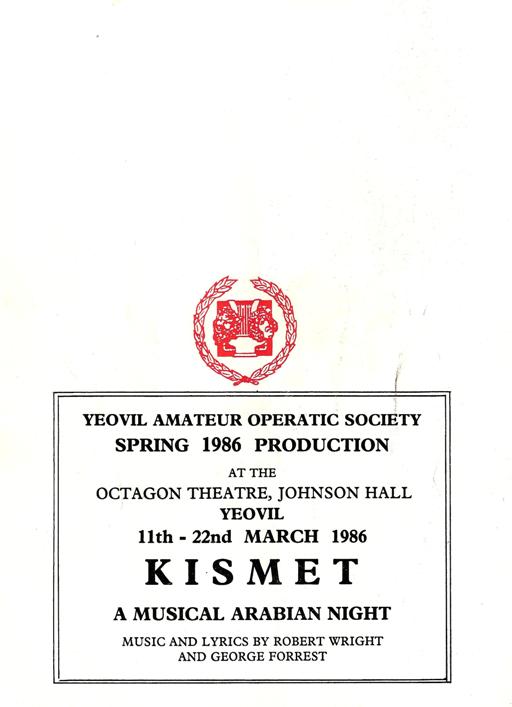 YEOVIL AMATEUR OPERATIC SOCIETY
SPRING 1986 PRODUCTION
AT THE
OCTAGON THEATRE, JOHNSON HALL
YEOVIL
11th - 22nd MARCH 1986
KISMET
A MUSICAL ARABIAN NIGHT
MUSIC AND LYRICS BY ROBERT WRIGHT
AND GEORGE FORREST